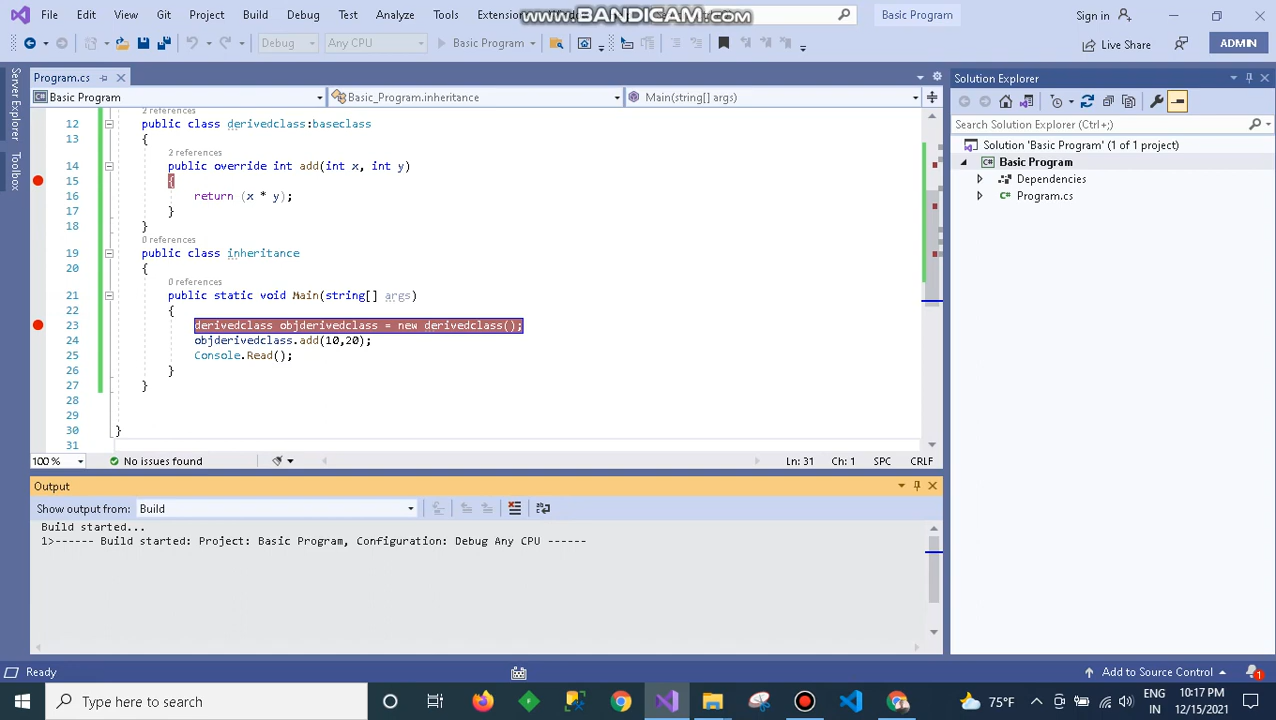 File Edit View Git Project Build Debug Test Analyze Tools Extension www.BANDICAM.com Basic Program Sign in
Debug Any CPU Basic Program Live Share ADMIN
Server Explorer
Toolbox
Program.cs
Basic Program Basic_Program.inheritance Main(string[] args)
2 references
12 public class derivedclass:baseclass
13 {
2 references
14 public override int add(int x, int y)
15 {
16 return (x * y);
17 }
18 }
0 references
19 public class inheritance
20 {
0 references
21 public static void Main(string[] args)
22 {
23 derivedclass objderivedclass = new derivedclass();
24 objderivedclass.add(10,20);
25 Console.Read();
26 }
27 }
28
29
30 }
31
100 % No issues found Ln: 31 Ch: 1 SPC CRLF
Output
Show output from: Build
Build started...
1>------ Build started: Project: Basic Program, Configuration: Debug Any CPU ------
Solution Explorer
Search Solution Explorer (Ctrl+;)
Solution 'Basic Program' (1 of 1 project)
Basic Program
Dependencies
Program.cs
Ready Add to Source Control 1
Type here to search 75°F ENG IN 10:17 PM 12/15/2021